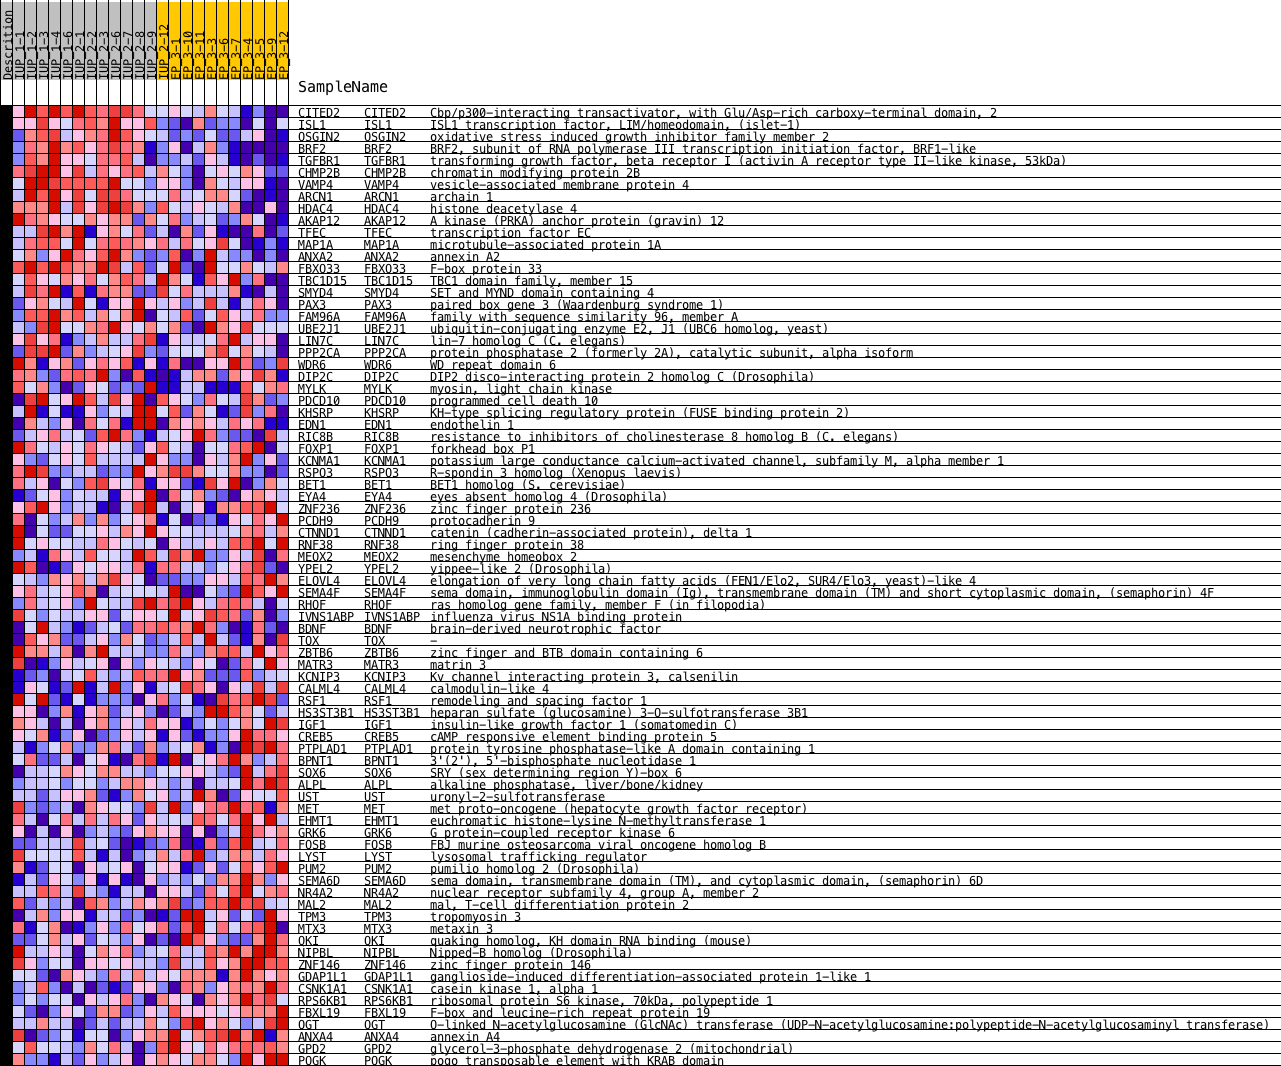 Descrition
IUP_1-1
IUP_1-2
IUP_1-3
IUP_1-4
IUP_1-6
IUP_2-1
IUP_2-2
IUP_2-3
IUP_2-6
IUP_2-7
IUP_2-8
IUP_2-9
IUP_2-12
EP_3-1
EP_3-10
EP_3-11
EP_3-3
EP_3-6
EP_3-7
EP_3-4
EP_3-5
EP_3-9
EP_3-12
SampleName
CITED2 CITED2 Cbp/p300-interacting transactivator, with Glu/Asp-rich carboxy-terminal domain, 2
ISL1 ISL1 ISL1 transcription factor, LIM/homeodomain, (islet-1)
OSGIN2 OSGIN2 oxidative stress induced growth inhibitor family member 2
BRF2 BRF2 BRF2, subunit of RNA polymerase III transcription initiation factor, BRF1-like
TGFBR1 TGFBR1 transforming growth factor, beta receptor I (activin A receptor type II-like kinase, 53kDa)
CHMP2B CHMP2B chromatin modifying protein 2B
VAMP4 VAMP4 vesicle-associated membrane protein 4
ARCN1 ARCN1 archain 1
HDAC4 HDAC4 histone deacetylase 4
AKAP12 AKAP12 A kinase (PRKA) anchor protein (gravin) 12
TFEC TFEC transcription factor EC
MAP1A MAP1A microtubule-associated protein 1A
ANXA2 ANXA2 annexin A2
FBXO33 FBXO33 F-box protein 33
TBC1D15 TBC1D15 TBC1 domain family, member 15
SMYD4 SMYD4 SET and MYND domain containing 4
PAX3 PAX3 paired box gene 3 (Waardenburg syndrome 1)
FAM96A FAM96A family with sequence similarity 96, member A
UBE2J1 UBE2J1 ubiquitin-conjugating enzyme E2, J1 (UBC6 homolog, yeast)
LIN7C LIN7C lin-7 homolog C (C. elegans)
PPP2CA PPP2CA protein phosphatase 2 (formerly 2A), catalytic subunit, alpha isoform
WDR6 WDR6 WD repeat domain 6
DIP2C DIP2C DIP2 disco-interacting protein 2 homolog C (Drosophila)
MYLK MYLK myosin, light chain kinase
PDCD10 PDCD10 programmed cell death 10
KHSRP KHSRP KH-type splicing regulatory protein (FUSE binding protein 2)
EDN1 EDN1 endothelin 1
RIC8B RIC8B resistance to inhibitors of cholinesterase 8 homolog B (C. elegans)
FOXP1 FOXP1 forkhead box P1
KCNMA1 KCNMA1 potassium large conductance calcium-activated channel, subfamily M, alpha member 1
RSPO3 RSPO3 R-spondin 3 homolog (Xenopus laevis)
BET1 BET1 BET1 homolog (S. cerevisiae)
EYA4 EYA4 eyes absent homolog 4 (Drosophila)
ZNF236 ZNF236 zinc finger protein 236
PCDH9 PCDH9 protocadherin 9
CTNND1 CTNND1 catenin (cadherin-associated protein), delta 1
RNF38 RNF38 ring finger protein 38
MEOX2 MEOX2 mesenchyme homeobox 2
YPEL2 YPEL2 yippee-like 2 (Drosophila)
ELOVL4 ELOVL4 elongation of very long chain fatty acids (FEN1/Elo2, SUR4/Elo3, yeast)-like 4
SEMA4F SEMA4F sema domain, immunoglobulin domain (Ig), transmembrane domain (TM) and short cytoplasmic domain, (semaphorin) 4F
RHOF RHOF ras homolog gene family, member F (in filopodia)
IVNS1ABP IVNS1ABP influenza virus NS1A binding protein
BDNF BDNF brain-derived neurotrophic factor
TOX TOX -
ZBTB6 ZBTB6 zinc finger and BTB domain containing 6
MATR3 MATR3 matrin 3
KCNIP3 KCNIP3 Kv channel interacting protein 3, calsenilin
CALML4 CALML4 calmodulin-like 4
RSF1 RSF1 remodeling and spacing factor 1
HS3ST3B1 HS3ST3B1 heparan sulfate (glucosamine) 3-O-sulfotransferase 3B1
IGF1 IGF1 insulin-like growth factor 1 (somatomedin C)
CREB5 CREB5 cAMP responsive element binding protein 5
PTPLAD1 PTPLAD1 protein tyrosine phosphatase-like A domain containing 1
BPNT1 BPNT1 3'(2'), 5'-bisphosphate nucleotidase 1
SOX6 SOX6 SRY (sex determining region Y)-box 6
ALPL ALPL alkaline phosphatase, liver/bone/kidney
UST UST uronyl-2-sulfotransferase
MET MET met proto-oncogene (hepatocyte growth factor receptor)
EHMT1 EHMT1 euchromatic histone-lysine N-methyltransferase 1
GRK6 GRK6 G protein-coupled receptor kinase 6
FOSB FOSB FBJ murine osteosarcoma viral oncogene homolog B
LYST LYST lysosomal trafficking regulator
PUM2 PUM2 pumilio homolog 2 (Drosophila)
SEMA6D SEMA6D sema domain, transmembrane domain (TM), and cytoplasmic domain, (semaphorin) 6D
NR4A2 NR4A2 nuclear receptor subfamily 4, group A, member 2
MAL2 MAL2 mal, T-cell differentiation protein 2
TPM3 TPM3 tropomyosin 3
MTX3 MTX3 metaxin 3
QKI QKI quaking homolog, KH domain RNA binding (mouse)
NIPBL NIPBL Nipped-B homolog (Drosophila)
ZNF146 ZNF146 zinc finger protein 146
GDAP1L1 GDAP1L1 ganglioside-induced differentiation-associated protein 1-like 1
CSNK1A1 CSNK1A1 casein kinase 1, alpha 1
RPS6KB1 RPS6KB1 ribosomal protein S6 kinase, 70kDa, polypeptide 1
FBXL19 FBXL19 F-box and leucine-rich repeat protein 19
OGT OGT O-linked N-acetylglucosamine (GlcNAc) transferase (UDP-N-acetylglucosamine:polypeptide-N-acetylglucosaminyl transferase)
ANXA4 ANXA4 annexin A4
GPD2 GPD2 glycerol-3-phosphate dehydrogenase 2 (mitochondrial)
POGK POGK pogo transposable element with KRAB domain